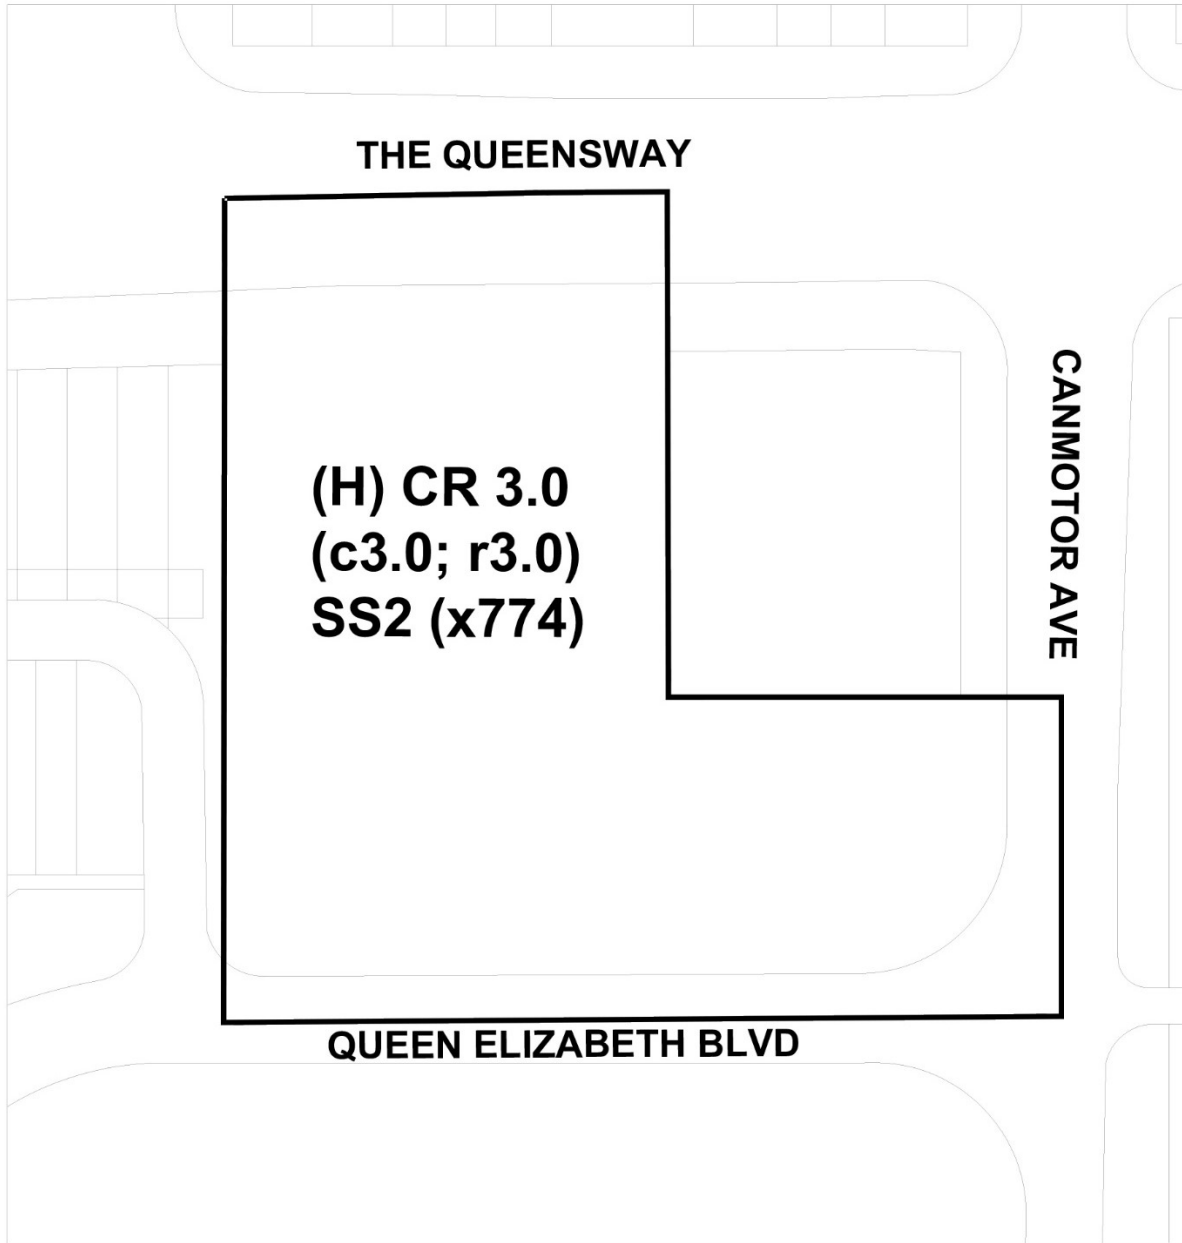 THE QUEENSWAY
CANMOTOR AVE
(H) CR 3.0
(c3.0; r3.0)
SS2 (x774)
QUEEN ELIZABETH BLVD